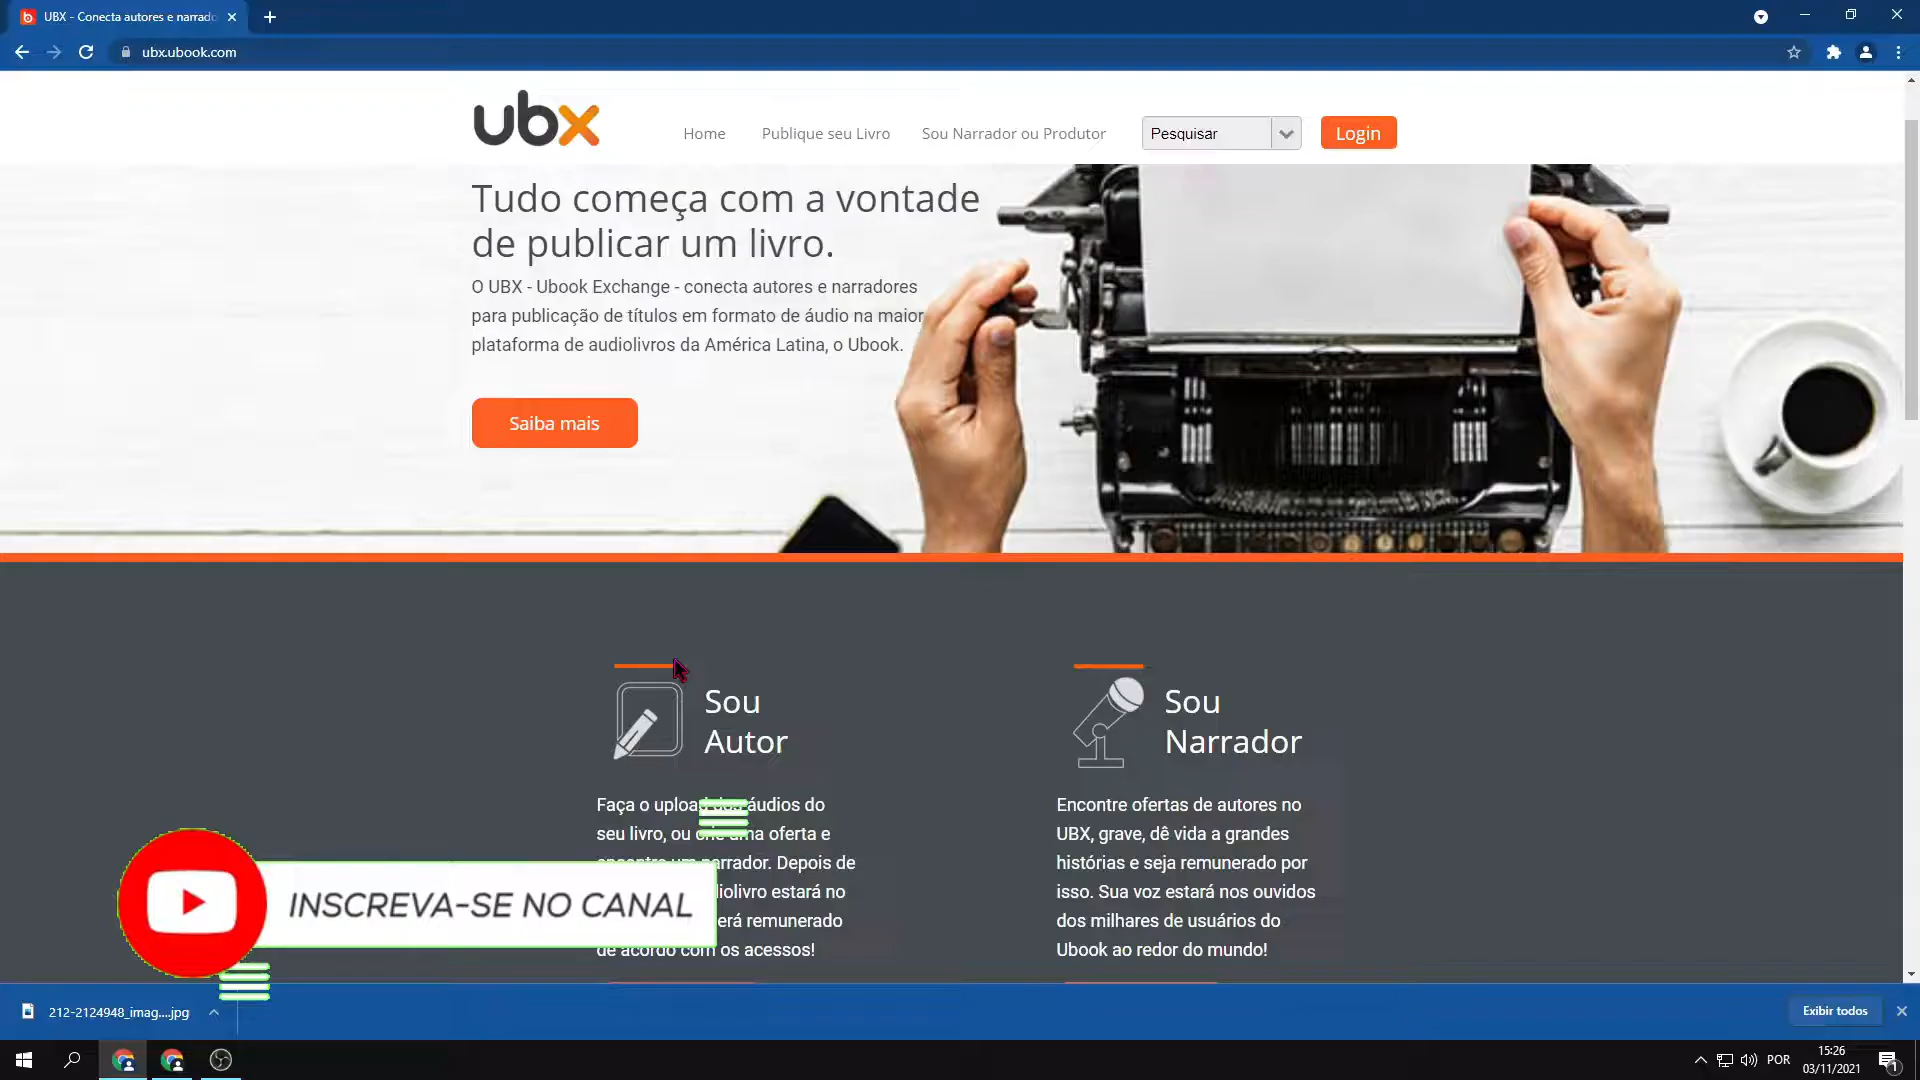 UBX - Conecta autores e narrado
ubx.ubook.com
ubx
Home
Publique seu Livro
Sou Narrador ou Produtor
Pesquisar
Login
Tudo começa com a vontade
de publicar um livro.
O UBX - Ubook Exchange - conecta autores e narradores
para publicação de títulos em formato de áudio na maior
plataforma de audiolivros da América Latina, o Ubook.
Saiba mais
Sou
Autor
Faça o upload áudios do
seu livro, ou uma oferta e
narrador. Depois de
estará no
remunerado
de acordo com os acessos!
Sou
Narrador
Encontre ofertas de autores no
UBX, grave, dê vida a grandes
histórias e seja remunerado por
isso. Sua voz estará nos ouvidos
dos milhares de usuários do
Ubook ao redor do mundo!
INSCREVA-SE NO CANAL
212-2124948_imag....jpg
Exibir todos
POR
15:26
03/11/2021
1